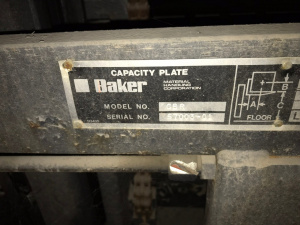 CAPACITY PLATE
Baker
MATERIAL
HANDLING
CORPORATION
MODEL NO.
SERIAL NO.
B
A
C
FLOOR